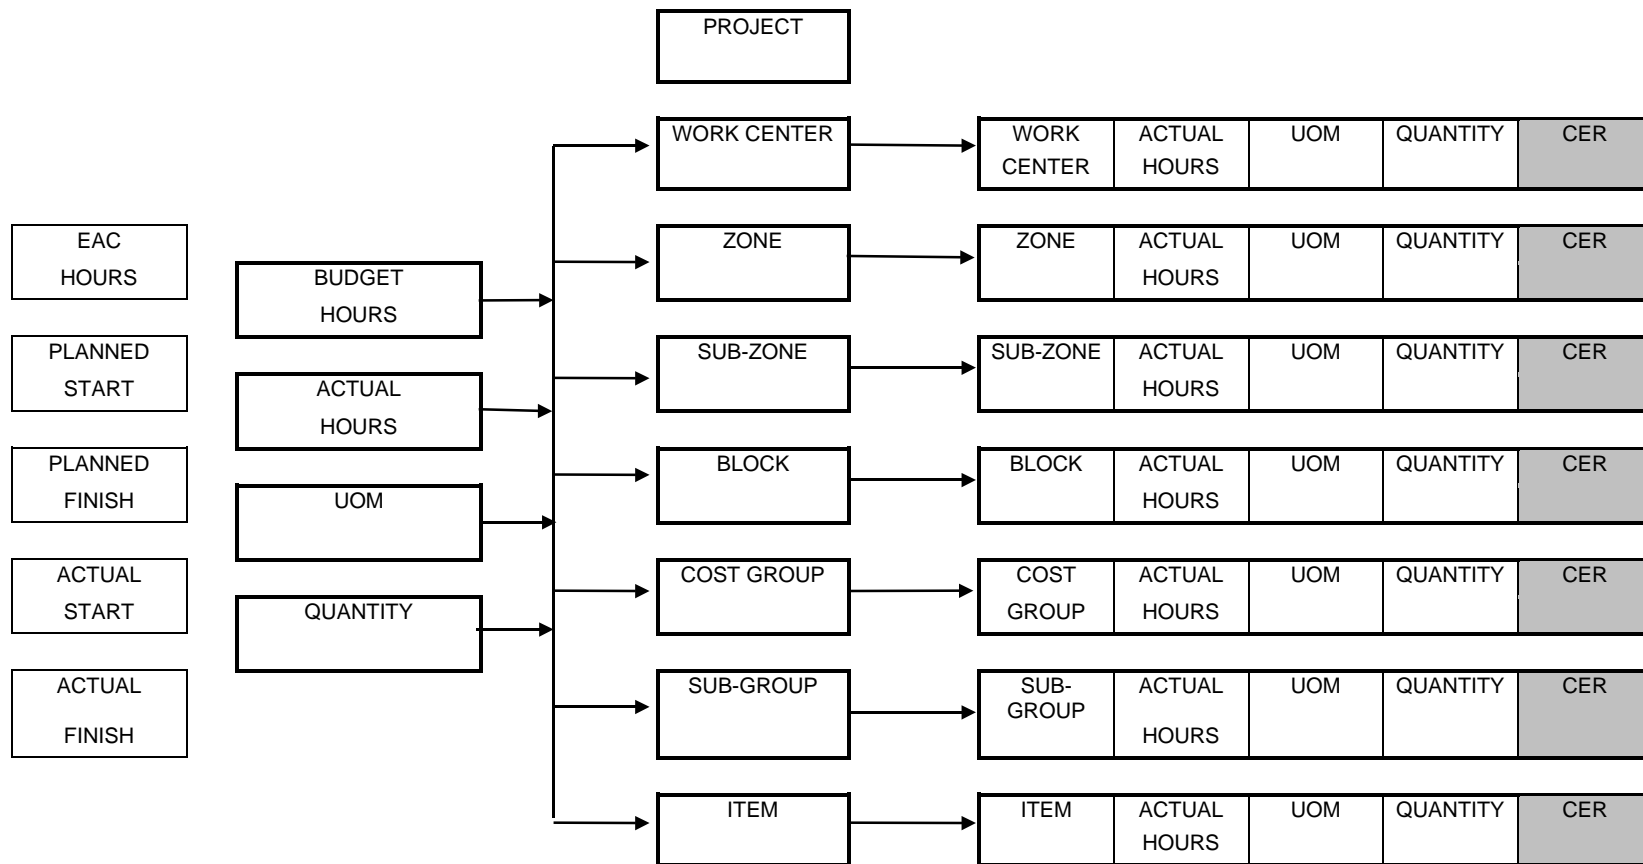 PROJECT
WORK CENTER
WORK CENTER
ACTUAL HOURS
UOM
QUANTITY
CER
EAC
HOURS
BUDGET
HOURS
ZONE
ZONE
ACTUAL
HOURS
UOM
QUANTITY
CER
PLANNED
START
ACTUAL
HOURS
SUB-ZONE
SUB-ZONE
ACTUAL
HOURS
UOM
QUANTITY
CER
PLANNED
FINISH
UOM
BLOCK
BLOCK
ACTUAL
HOURS
UOM
QUANTITY
CER
ACTUAL
START
QUANTITY
COST GROUP
COST
GROUP
ACTUAL
HOURS
UOM
QUANTITY
CER
ACTUAL
FINISH
SUB-GROUP
SUB-
GROUP
ACTUAL
HOURS
UOM
QUANTITY
CER
ITEM
ITEM
ACTUAL
HOURS
UOM
QUANTITY
CER